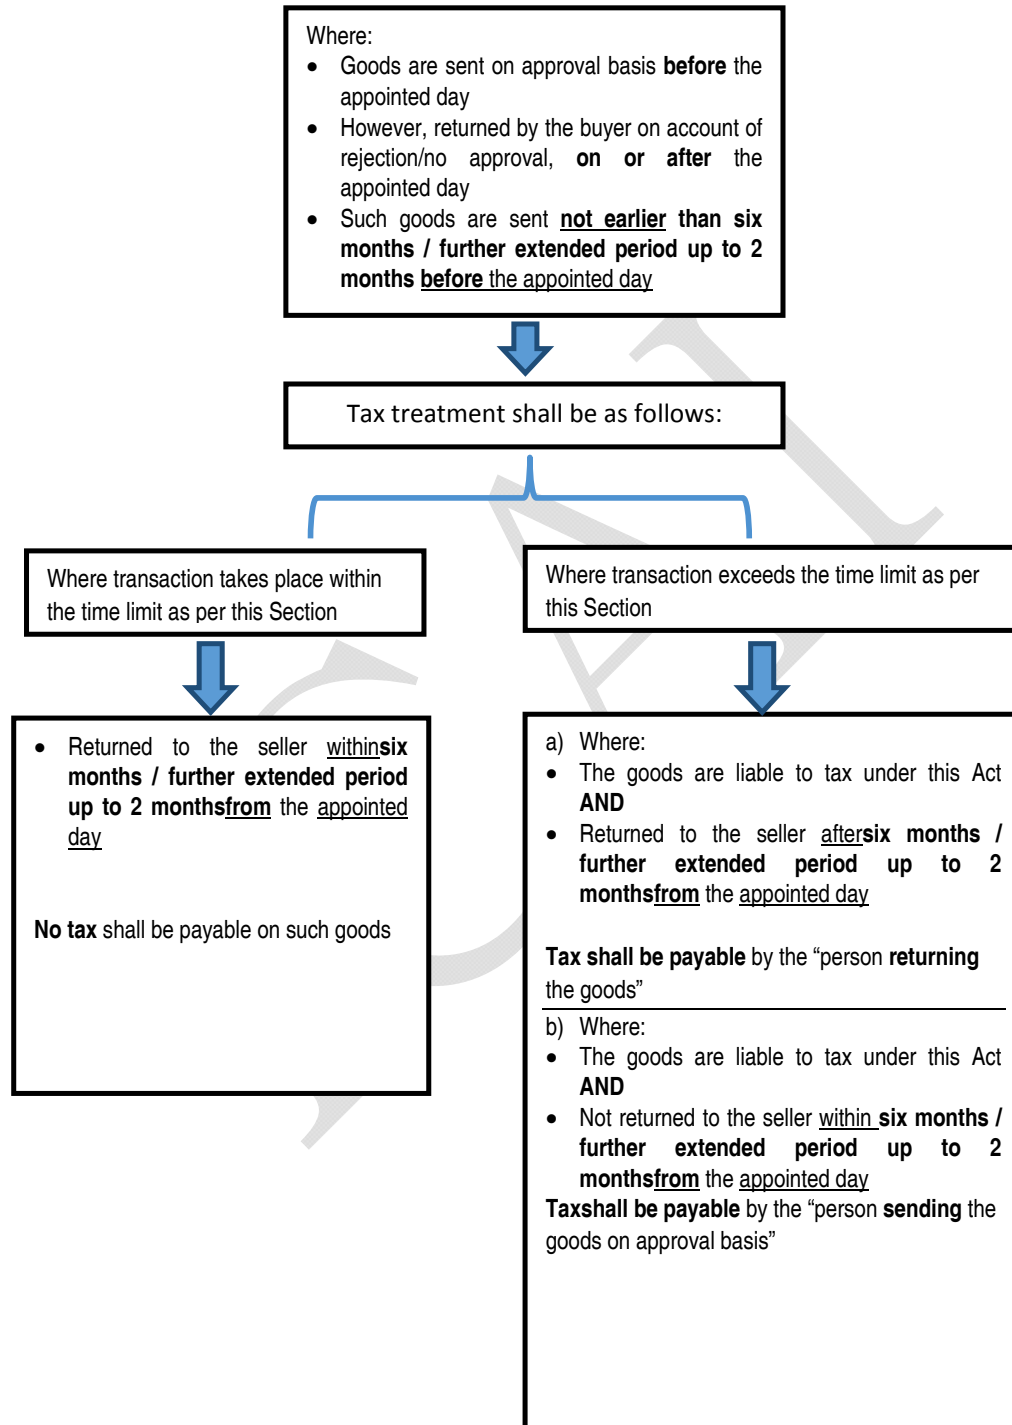 Where:
• Goods are sent on approval basis before the
appointed day
• However, returned by the buyer on account of
rejection/no approval, on or after the
appointed day
• Such goods are sent not earlier than six
months / further extended period up to 2
months before the appointed day
Tax treatment shall be as follows:
Where transaction takes place within
the time limit as per this Section
• Returned to the seller withinsix
months / further extended period
up to 2 monthsfrom the appointed
day
No tax shall be payable on such goods
Where transaction exceeds the time limit as per
this Section
a) Where:
• The goods are liable to tax under this Act
AND
• Returned to the seller aftersix months /
further extended period up to 2
monthsfrom the appointed day
Tax shall be payable by the “person returning
the goods”
b) Where:
• The goods are liable to tax under this Act
AND
• Not returned to the seller within six months /
further extended period up to 2
monthsfrom the appointed day
Taxshall be payable by the “person sending the
goods on approval basis”
ICAI